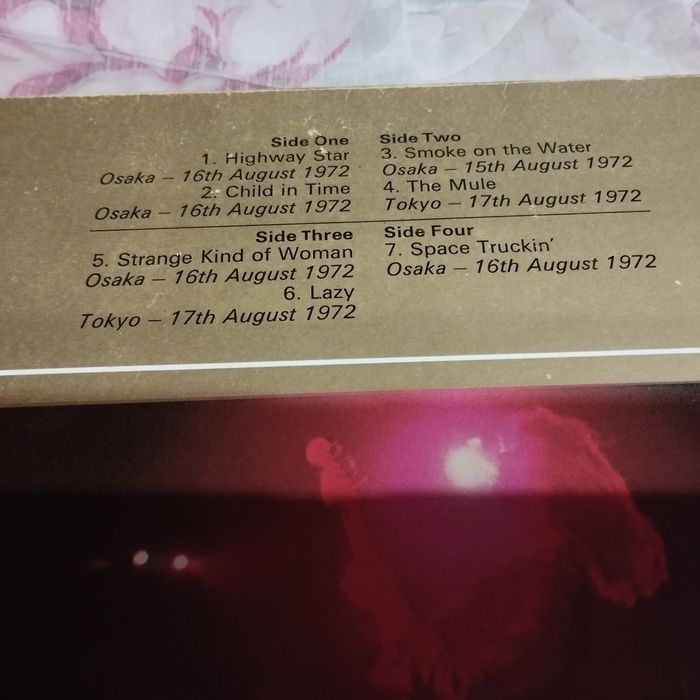 Side One
1. Highway Star
Osaka – 16th August 1972
2. Child in Time
Osaka – 16th August 1972
Side Two
3. Smoke on the Water
Osaka – 15th August 1972
4. The Mule
Tokyo – 17th August 1972
Side Three
5. Strange Kind of Woman
Osaka – 16th August 1972
6. Lazy
Tokyo – 17th August 1972
Side Four
7. Space Truckin'
Osaka – 16th August 1972